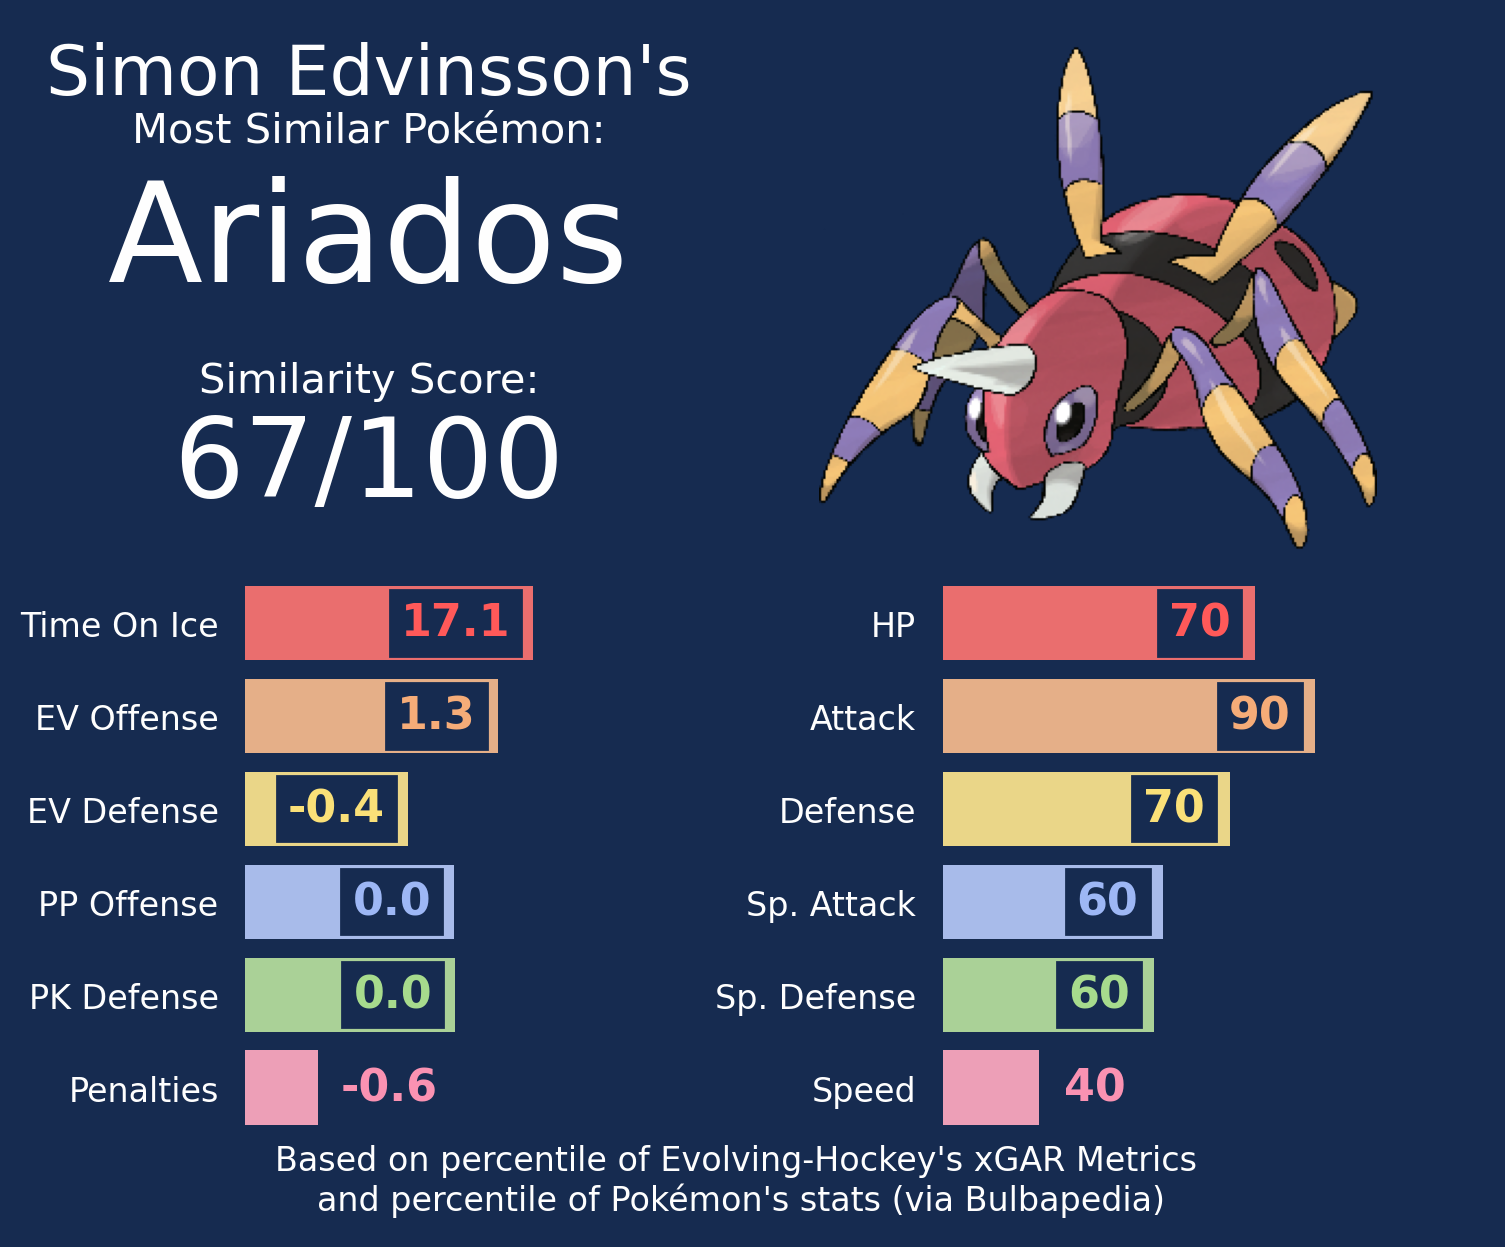 Simon Edvinsson's
Most Similar Pokémon:
Ariados
Similarity Score:
67/100
Time On Ice 17.1
EV Offense 1.3
EV Defense -0.4
PP Offense 0.0
PK Defense 0.0
Penalties -0.6
HP 70
Attack 90
Defense 70
Sp. Attack 60
Sp. Defense 60
Speed 40
Based on percentile of Evolving-Hockey's xGAR Metrics
and percentile of Pokémon's stats (via Bulbapedia)